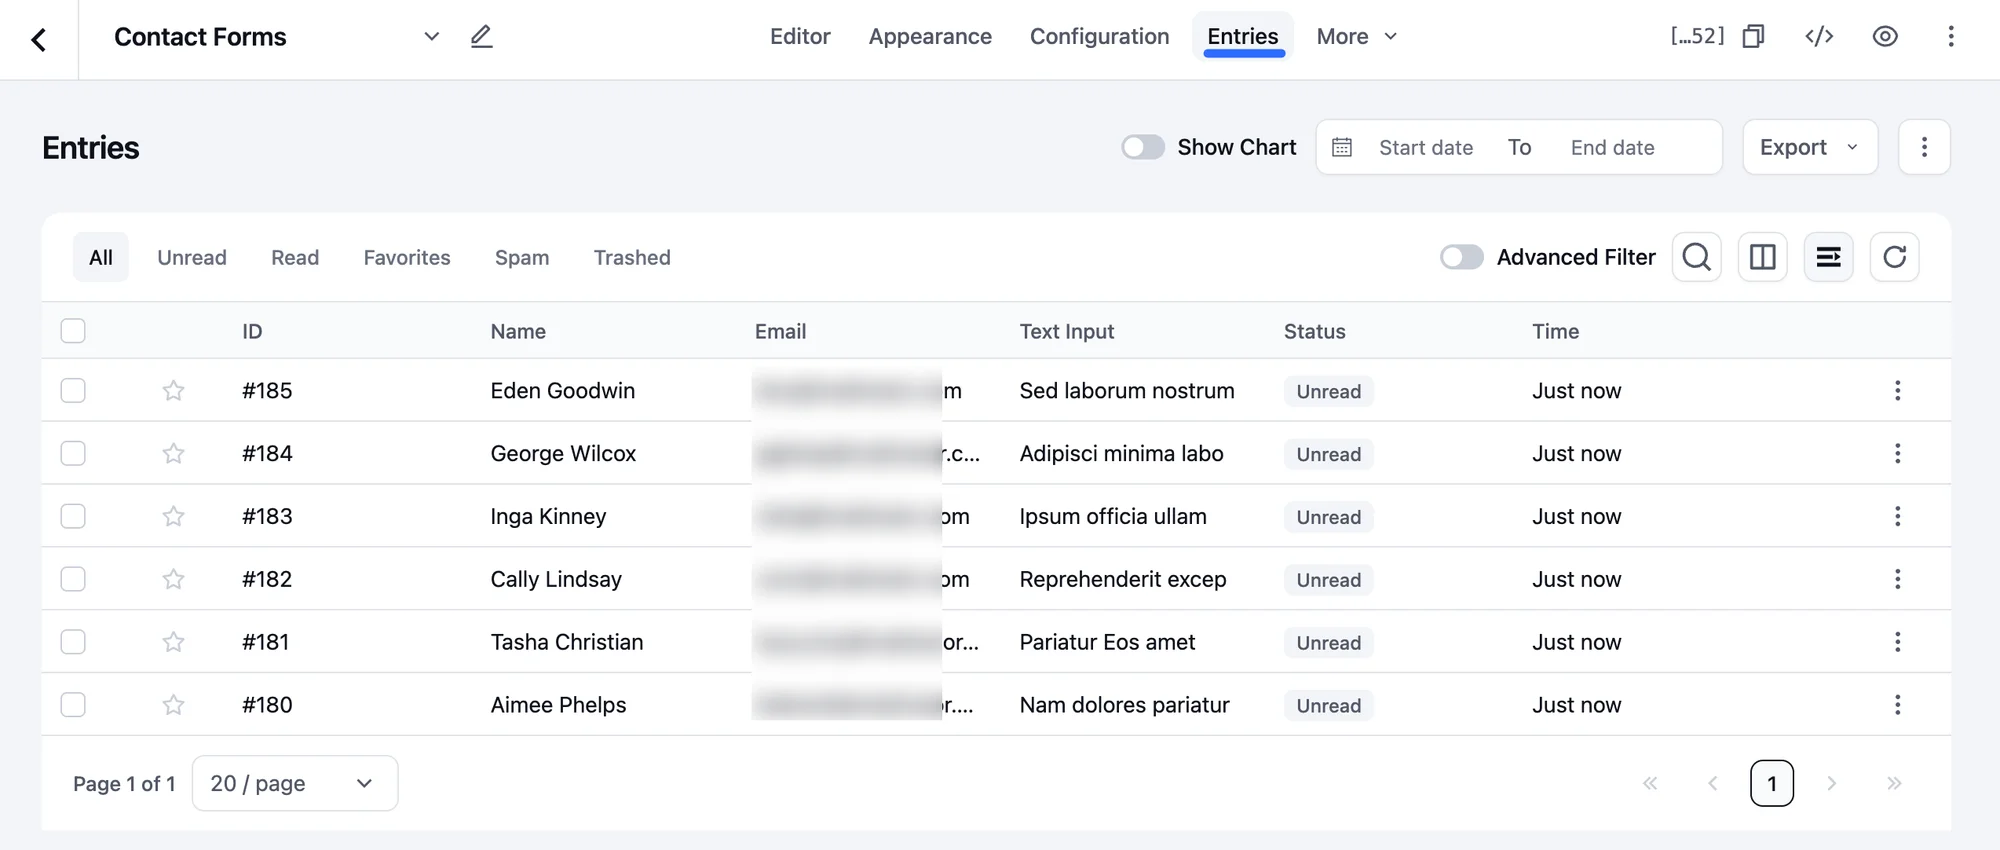 Contact Forms Editor Appearance Configuration Entries More [...52] </>
Entries Show Chart Start date To End date Export
All Unread Read Favorites Spam Trashed Advanced Filter
ID Name Email Text Input Status Time
#185 Eden Goodwin m Sed laborum nostrum Unread Just now
#184 George Wilcox r.c... Adipisci minima labo Unread Just now
#183 Inga Kinney om Ipsum officia ullam Unread Just now
#182 Cally Lindsay om Reprehenderit excep Unread Just now
#181 Tasha Christian or... Pariatur Eos amet Unread Just now
#180 Aimee Phelps r.... Nam dolores pariatur Unread Just now
Page 1 of 1 20 / page « < 1 > »